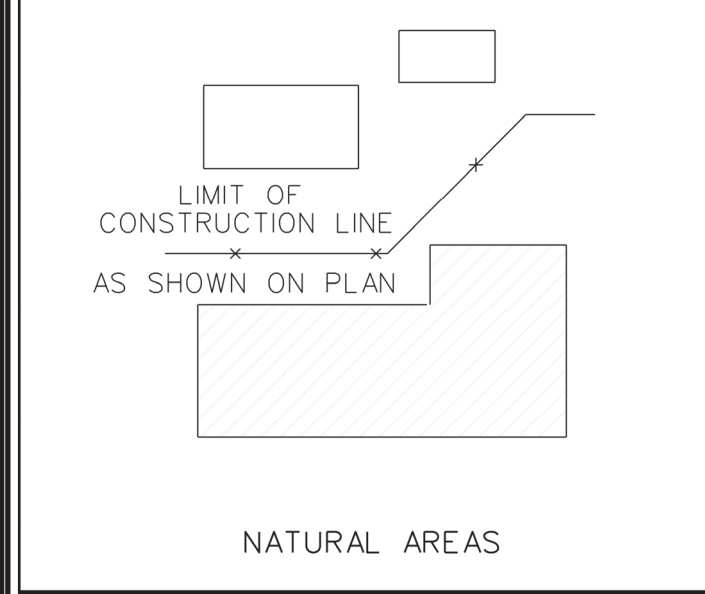 LIMIT OF
CONSTRUCTION LINE
AS SHOWN ON PLAN
NATURAL AREAS